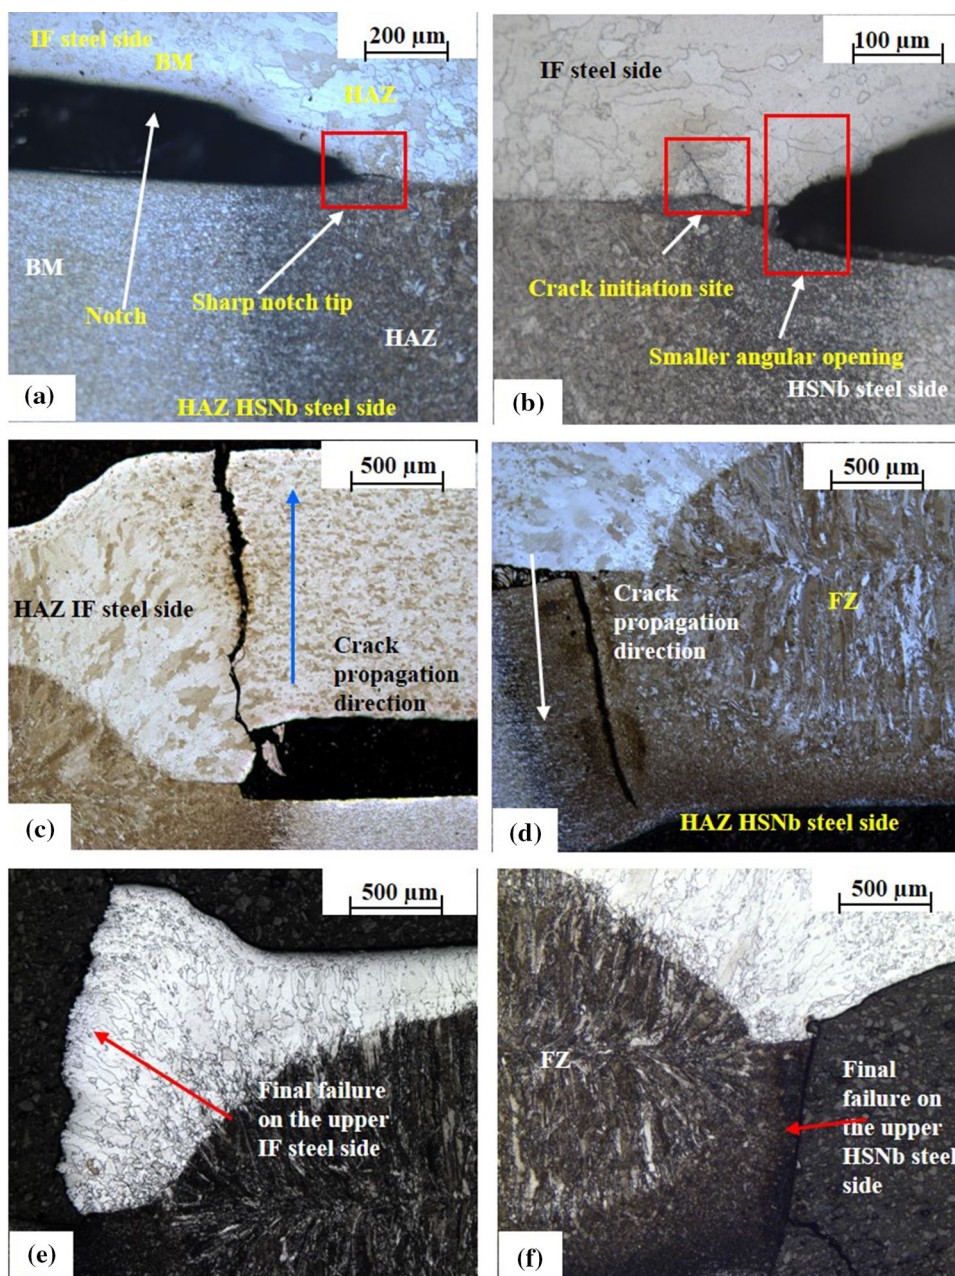 200 µm
IF steel side
BM
HAZ
BM
Notch
Sharp notch tip
HAZ
HAZ HSNb steel side
(a)
100 µm
IF steel side
Crack initiation site
Smaller angular opening
HSNb steel side
(b)
500 µm
HAZ IF steel side
Crack
propagation
direction
(c)
500 µm
Crack
propagation
direction
FZ
HAZ HSNb steel side
(d)
500 µm
Final failure
on the upper
IF steel side
(e)
500 µm
FZ
Final
failure on
the upper
HSNb steel
side
(f)